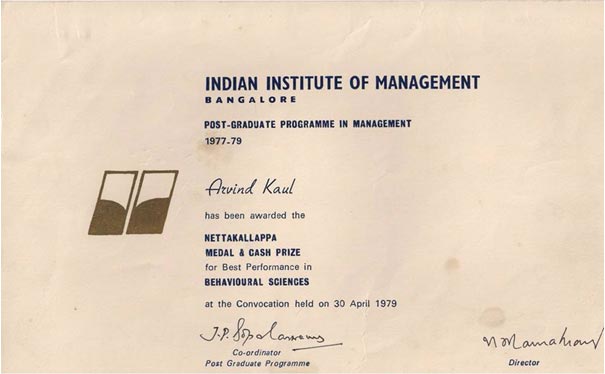 INDIAN INSTITUTE OF MANAGEMENT
BANGALORE
POST-GRADUATE PROGRAMME IN MANAGEMENT
1977-79
Arvind Kaul
has been awarded the
NETTAKALLAPPA
MEDAL & CASH PRIZE
for Best Performance in
BEHAVIOURAL SCIENCES
at the Convocation held on 30 April 1979
Co-ordinator
Post Graduate Programme
Director